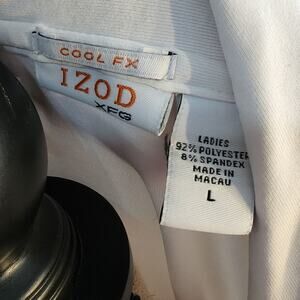 COOL FX
IZOD
XFG
LADIES
92% POLYESTER
8% SPANDEX
MADE IN
MACAU
L